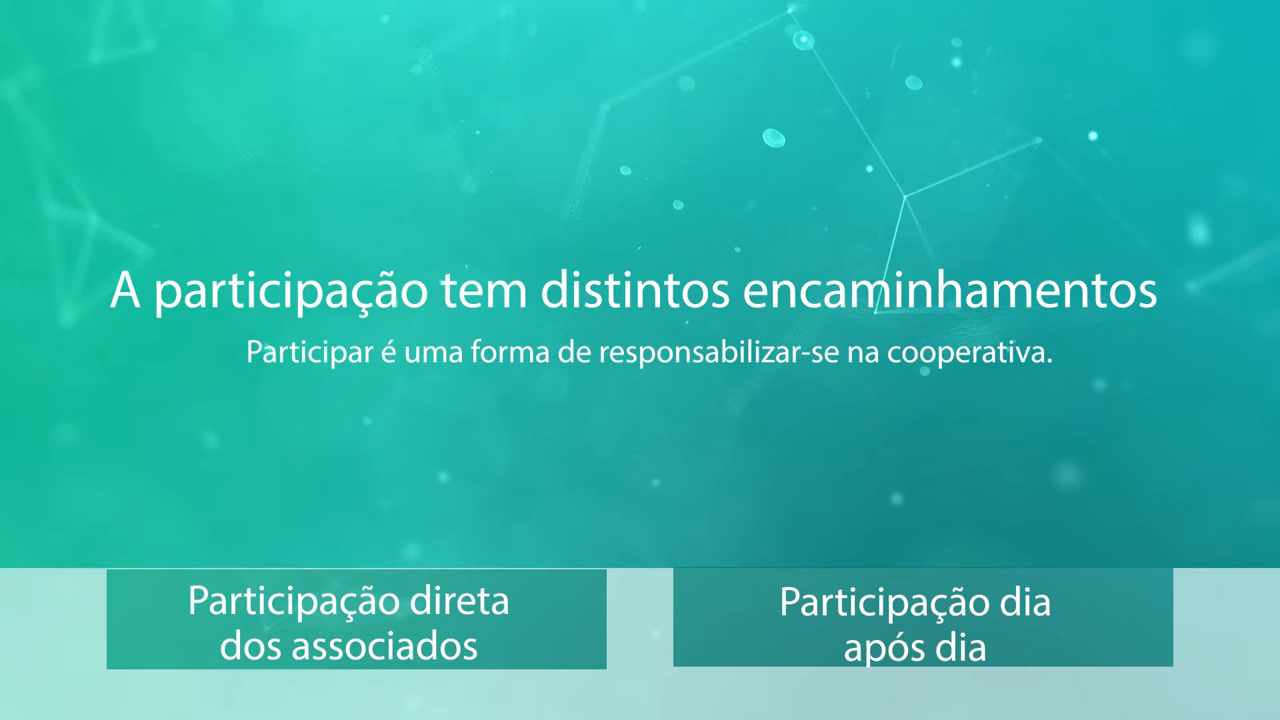 A participação tem distintos encaminhamentos
Participar é uma forma de responsabilizar-se na cooperativa.
Participação direta
dos associados
Participação dia
após dia